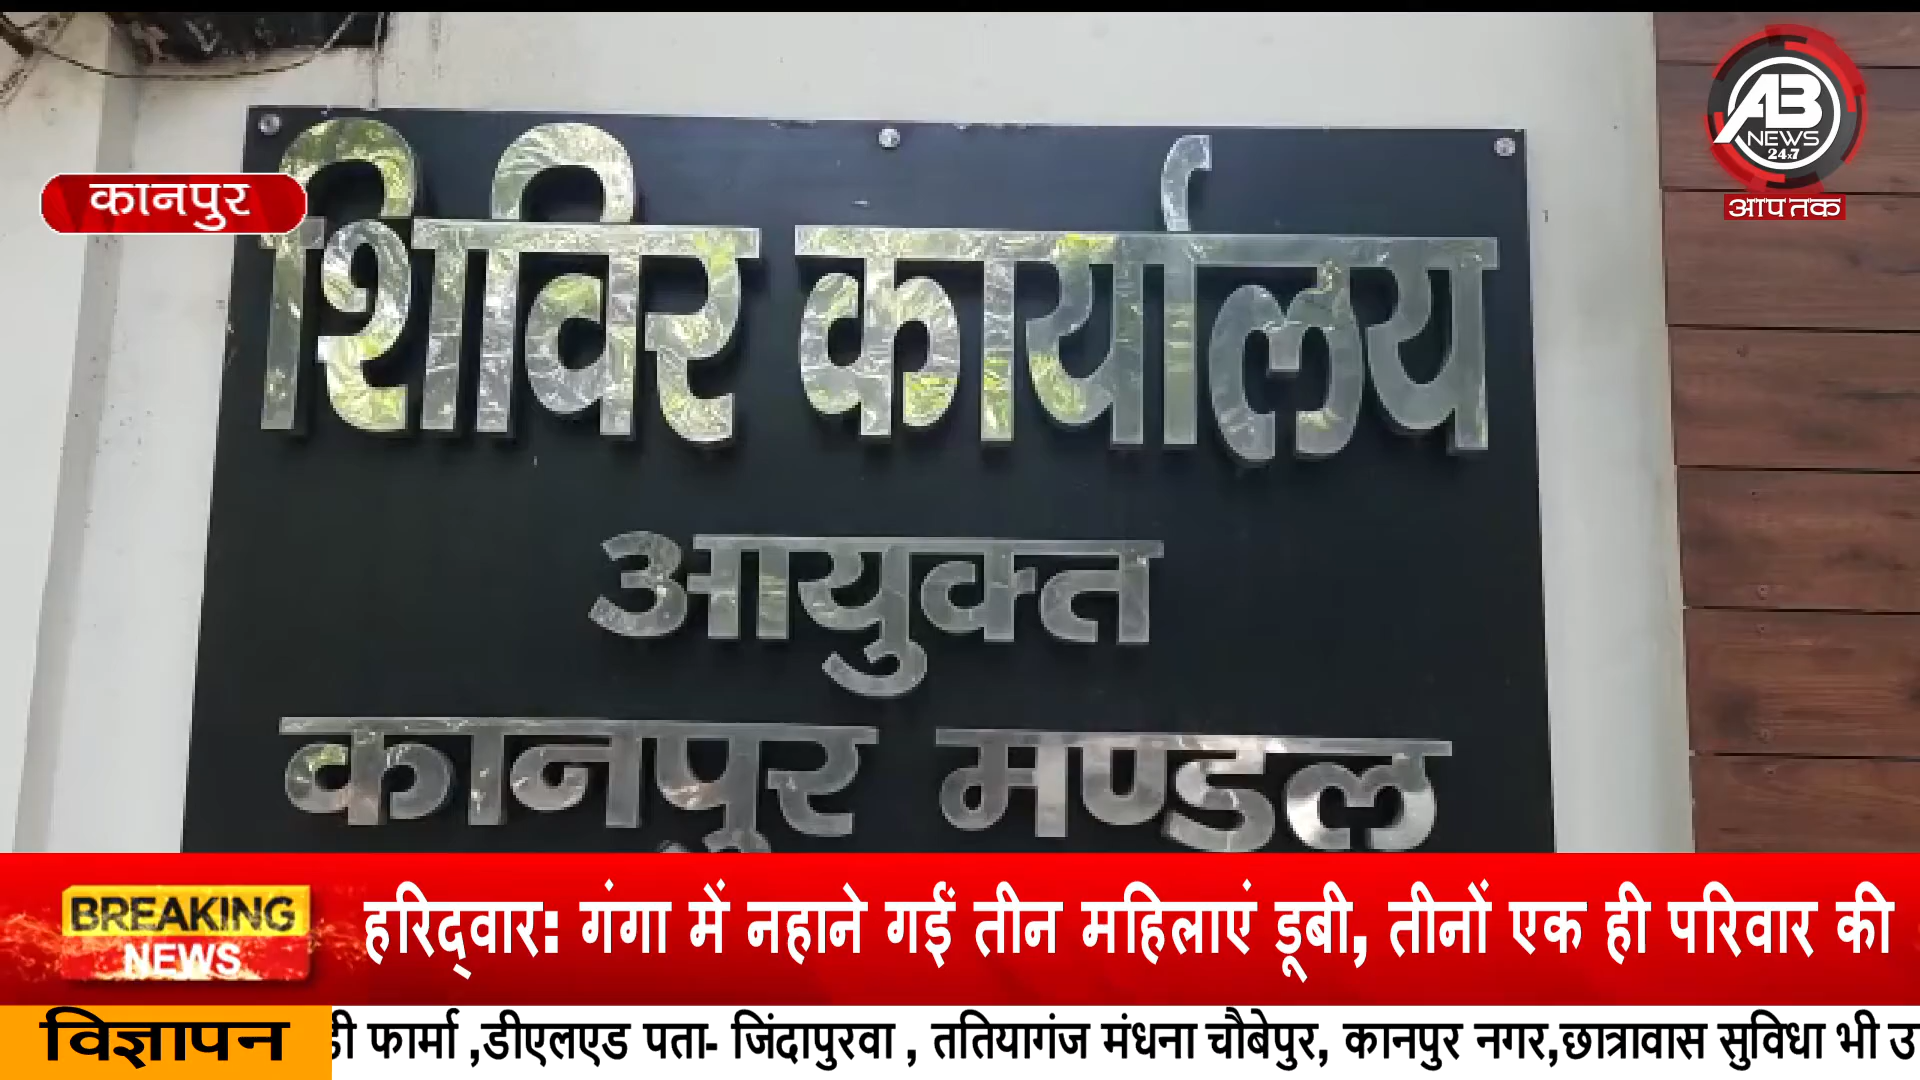 AB
NEWS
24x7
आप तक
कानपुर
शिविर कार्यालय
आयुक्त
कानपुर मण्डल
BREAKING
NEWS
हरिद्वार: गंगा में नहाने गईं तीन महिलाएं डूबी, तीनों एक ही परिवार की
विज्ञापन
फार्मा ,डीएलएड पता- जिंदापुरवा , ततियागंज मंधना चौबेपुर, कानपुर नगर,छात्रावास सुविधा भी